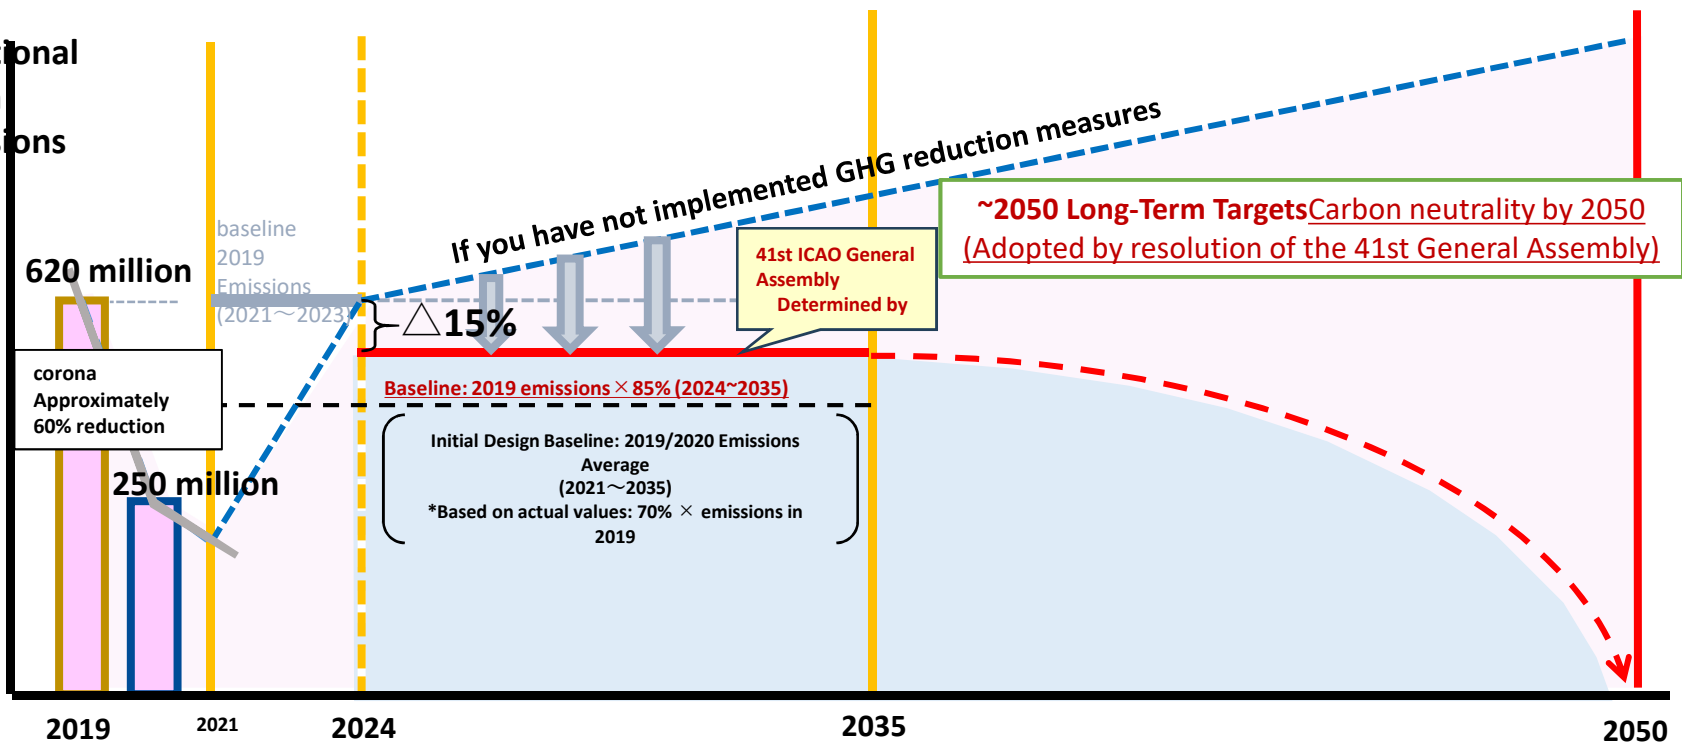 tional
sions
620 million
baseline
2019
Emissions
(2021～2023)
If you have not implemented GHG reduction measures
~2050 Long-Term TargetsCarbon neutrality by 2050
(Adopted by resolution of the 41st General Assembly)
41st ICAO General
Assembly
Determined by
△15%
corona
Approximately
60% reduction
Baseline: 2019 emissions×85% (2024~2035)
250 million
Initial Design Baseline: 2019/2020 Emissions
Average
(2021～2035)
*Based on actual values: 70% × emissions in
2019
2019
2021
2024
2035
2050